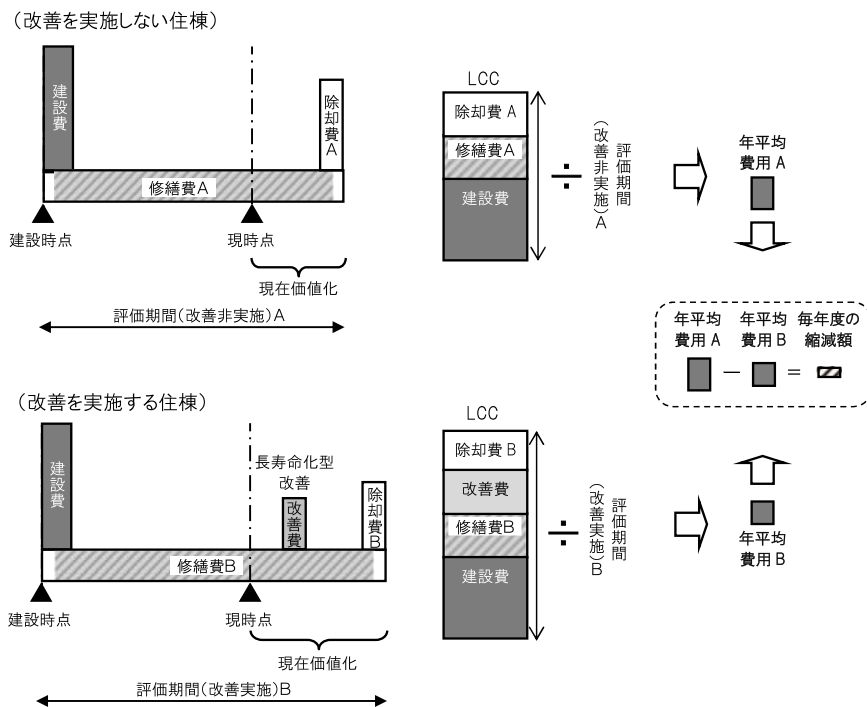 （改善を実施しない住棟）
建設費
除却費A
修繕費A
建設時点
現時点
現在価値化
評価期間（改善非実施）A
LCC
除却費A
修繕費A
建設費
÷
評価期間
（改善非実施）A
年平均
費用A
年平均
費用A
年平均
費用B
毎年度の
縮減額
－
＝
（改善を実施する住棟）
建設費
長寿命化型
改善
改善費
除却費B
修繕費B
建設時点
現時点
現在価値化
評価期間（改善実施）B
LCC
除却費B
改善費
修繕費B
建設費
÷
評価期間
（改善実施）B
年平均
費用B